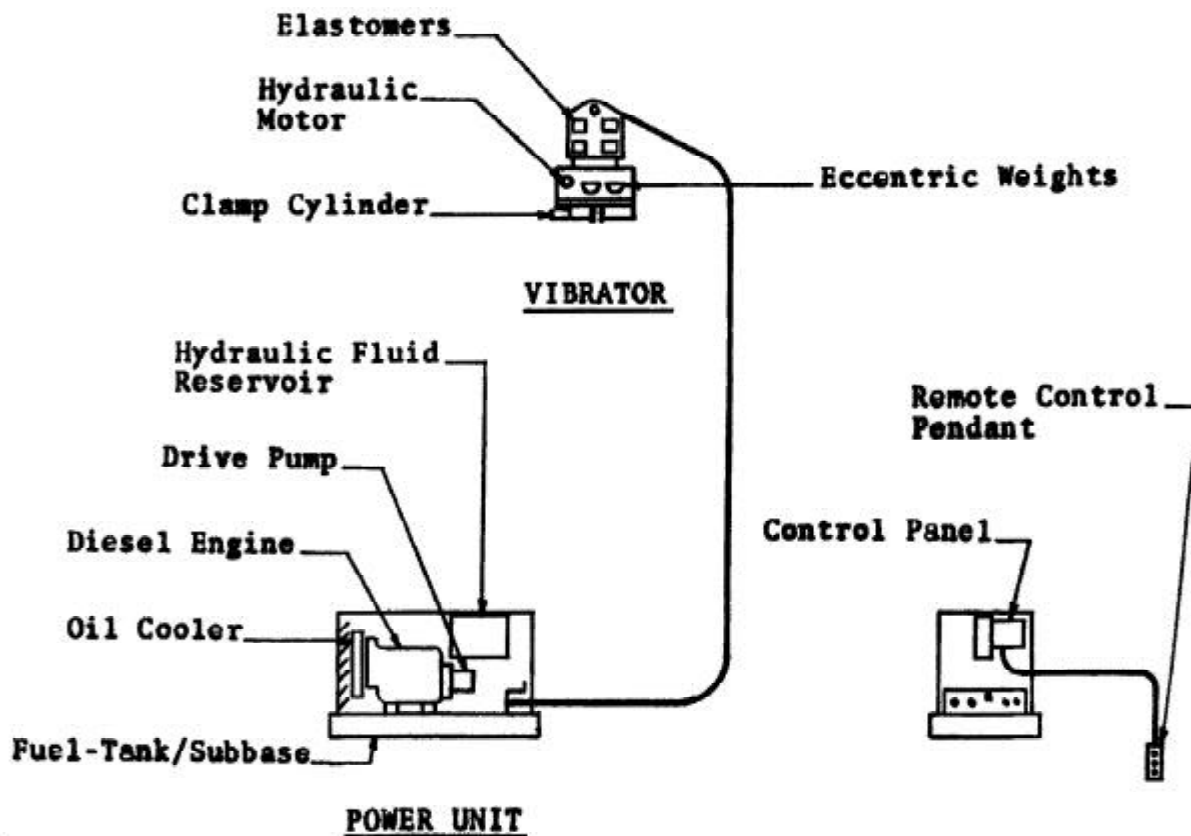 Elastomers
Hydraulic
Motor
Eccentric Weights
Clamp Cylinder
VIBRATOR
Hydraulic Fluid
Reservoir
Remote Control
Pendant
Drive Pump
Control Panel
Diesel Engine
Oil Cooler
Fuel-Tank/Subbase
POWER UNIT